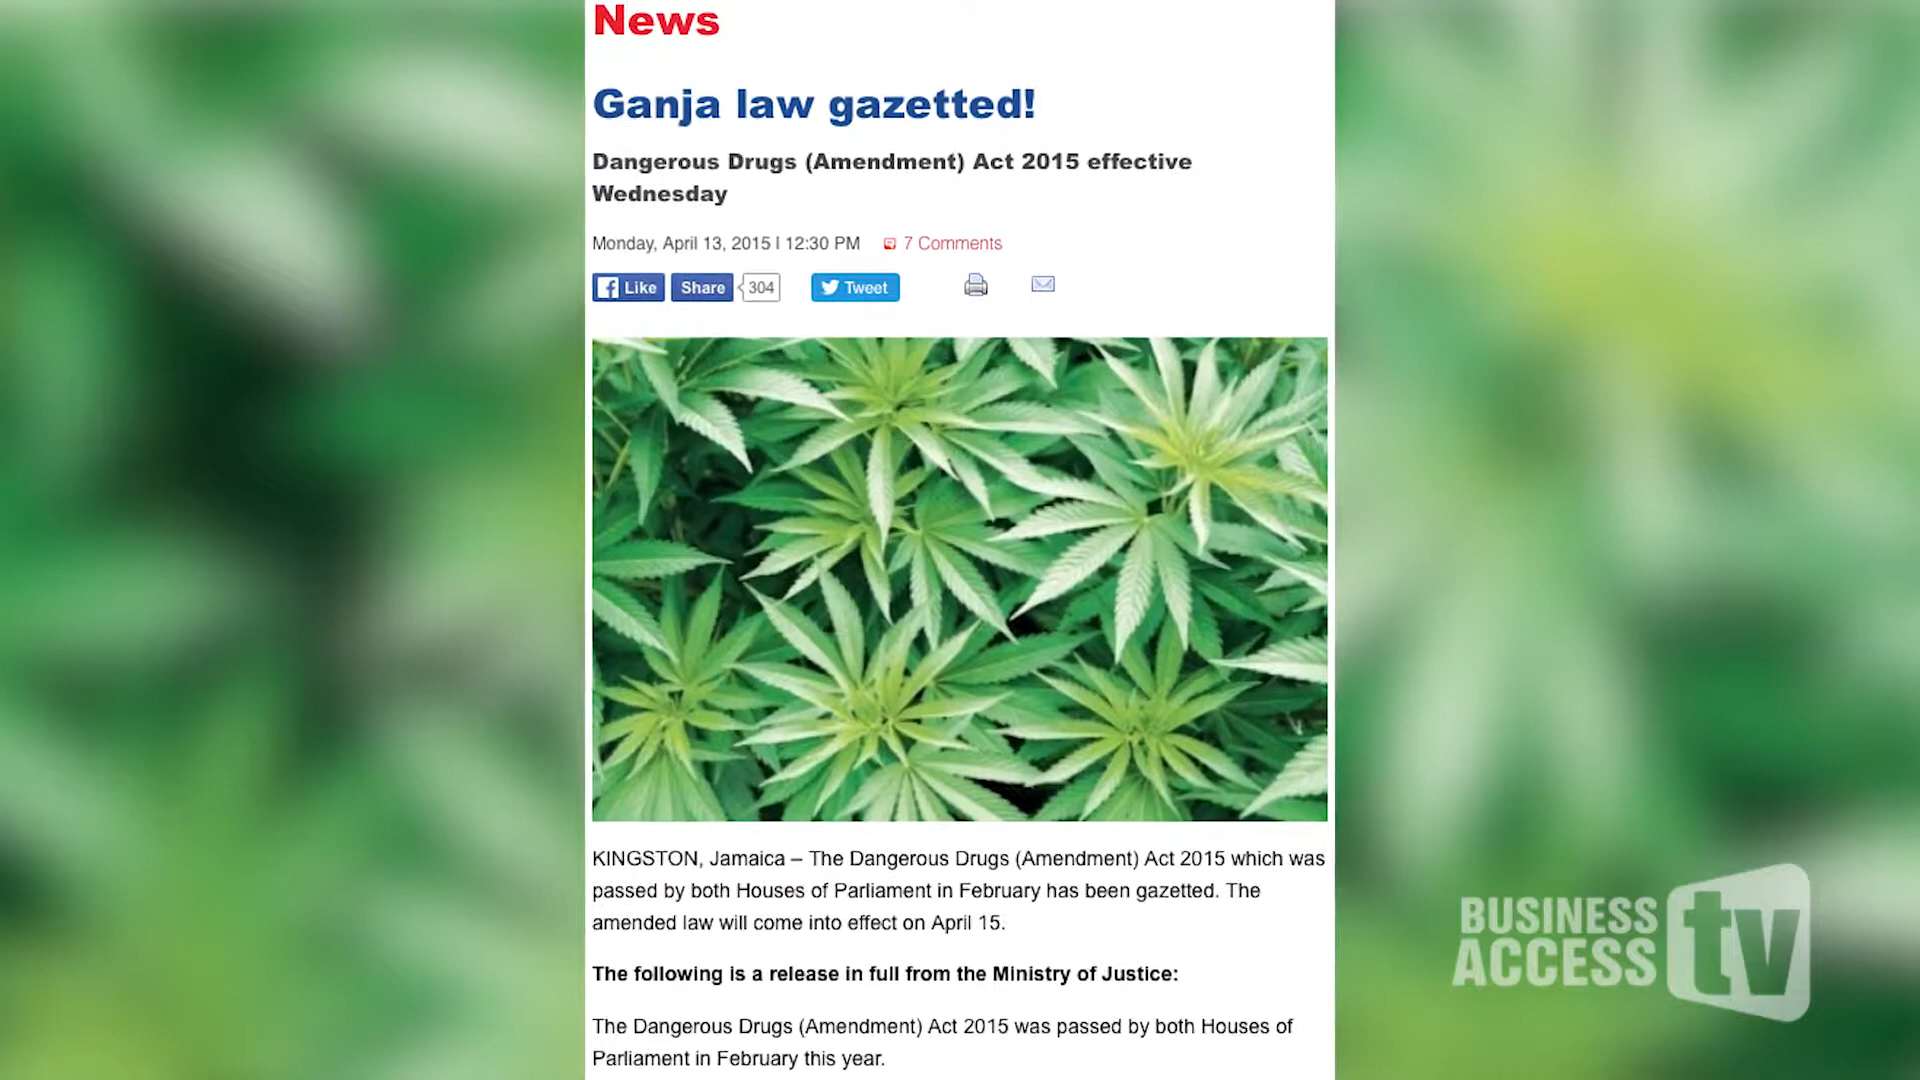 News
Ganja law gazetted!
Dangerous Drugs (Amendment) Act 2015 effective
Wednesday
Monday, April 13, 2015 | 12:30 PM 7 Comments
Like Share 304 Tweet
KINGSTON, Jamaica – The Dangerous Drugs (Amendment) Act 2015 which was
passed by both Houses of Parliament in February has been gazetted. The
amended law will come into effect on April 15.
The following is a release in full from the Ministry of Justice:
The Dangerous Drugs (Amendment) Act 2015 was passed by both Houses of
Parliament in February this year.
BUSINESS
ACCESS
tv